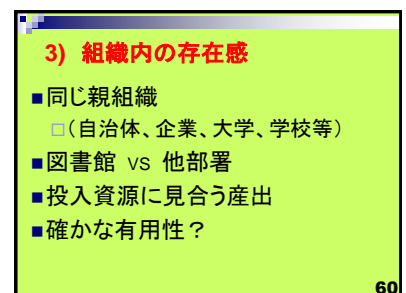 3) 組織内の存在感
■同じ親組織
□(自治体、企業、大学、学校等)
■図書館 vs 他部署
■投入資源に見合う産出
■確かな有用性？
60